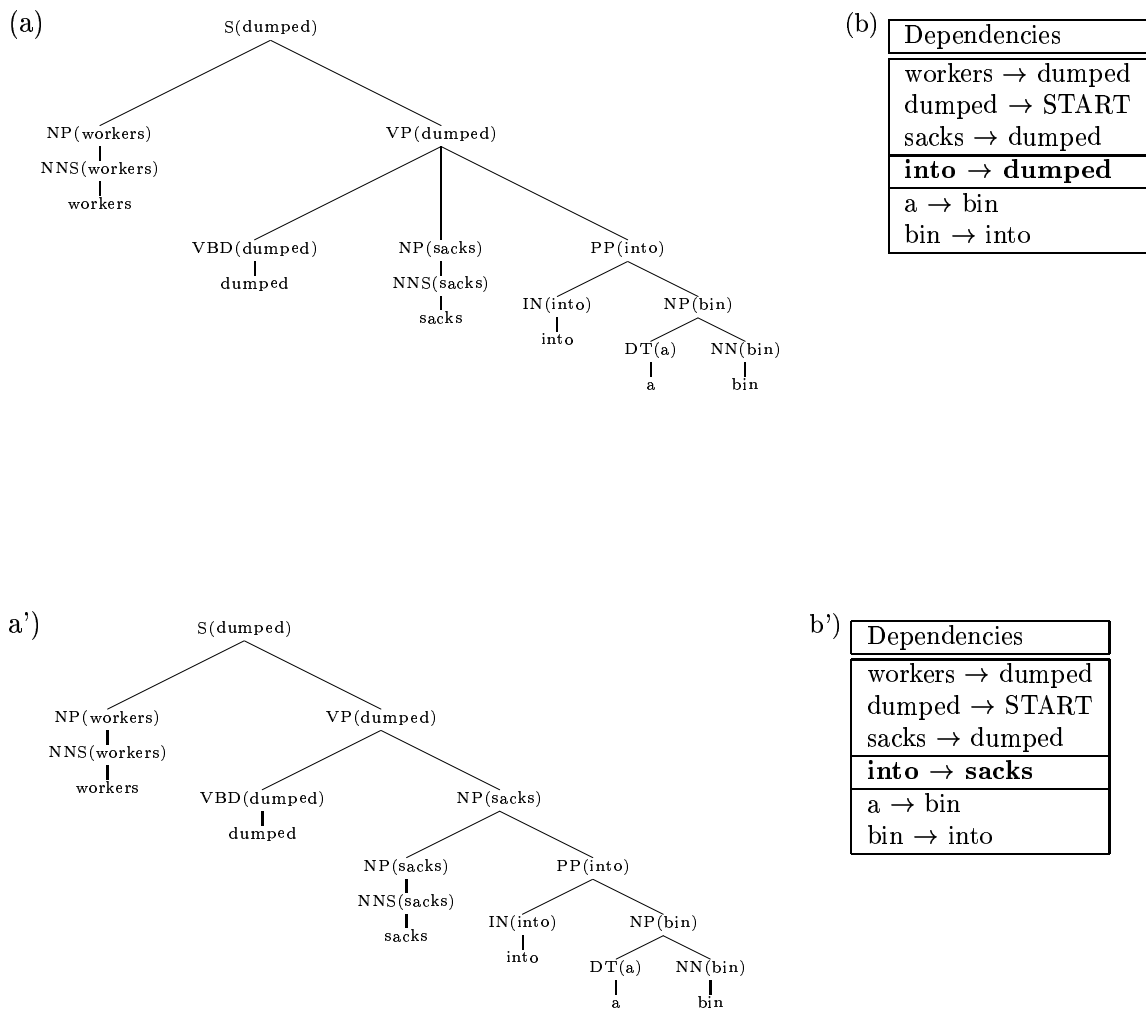 (a)
S(dumped)
NP(workers) VP(dumped)
NNS(workers)
workers
VBD(dumped) NP(sacks) PP(into)
dumped NNS(sacks)
sacks
IN(into) NP(bin)
into
DT(a) NN(bin)
a bin
(b)
Dependencies
workers → dumped
dumped → START
sacks → dumped
into → dumped
a → bin
bin → into
a')
S(dumped)
NP(workers) VP(dumped)
NNS(workers)
workers
VBD(dumped) NP(sacks)
dumped
NP(sacks) PP(into)
NNS(sacks)
sacks
IN(into) NP(bin)
into
DT(a) NN(bin)
a bin
b')
Dependencies
workers → dumped
dumped → START
sacks → dumped
into → sacks
a → bin
bin → into